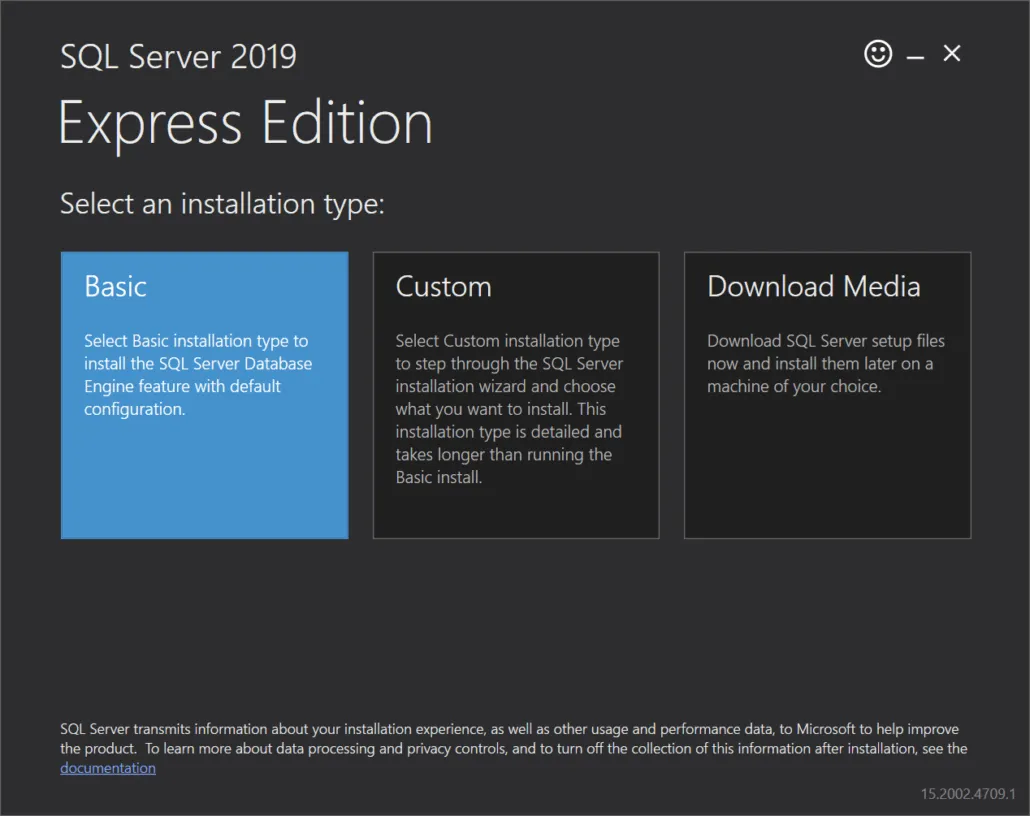 SQL Server 2019
Express Edition
Select an installation type:
Basic
Select Basic installation type to
install the SQL Server Database
Engine feature with default
configuration.
Custom
Select Custom installation type
to step through the SQL Server
installation wizard and choose
what you want to install. This
installation type is detailed and
takes longer than running the
Basic install.
Download Media
Download SQL Server setup files
now and install them later on a
machine of your choice.
SQL Server transmits information about your installation experience, as well as other usage and performance data, to Microsoft to help improve
the product.  To learn more about data processing and privacy controls, and to turn off the collection of this information after installation, see the
documentation
15.2002.4709.1